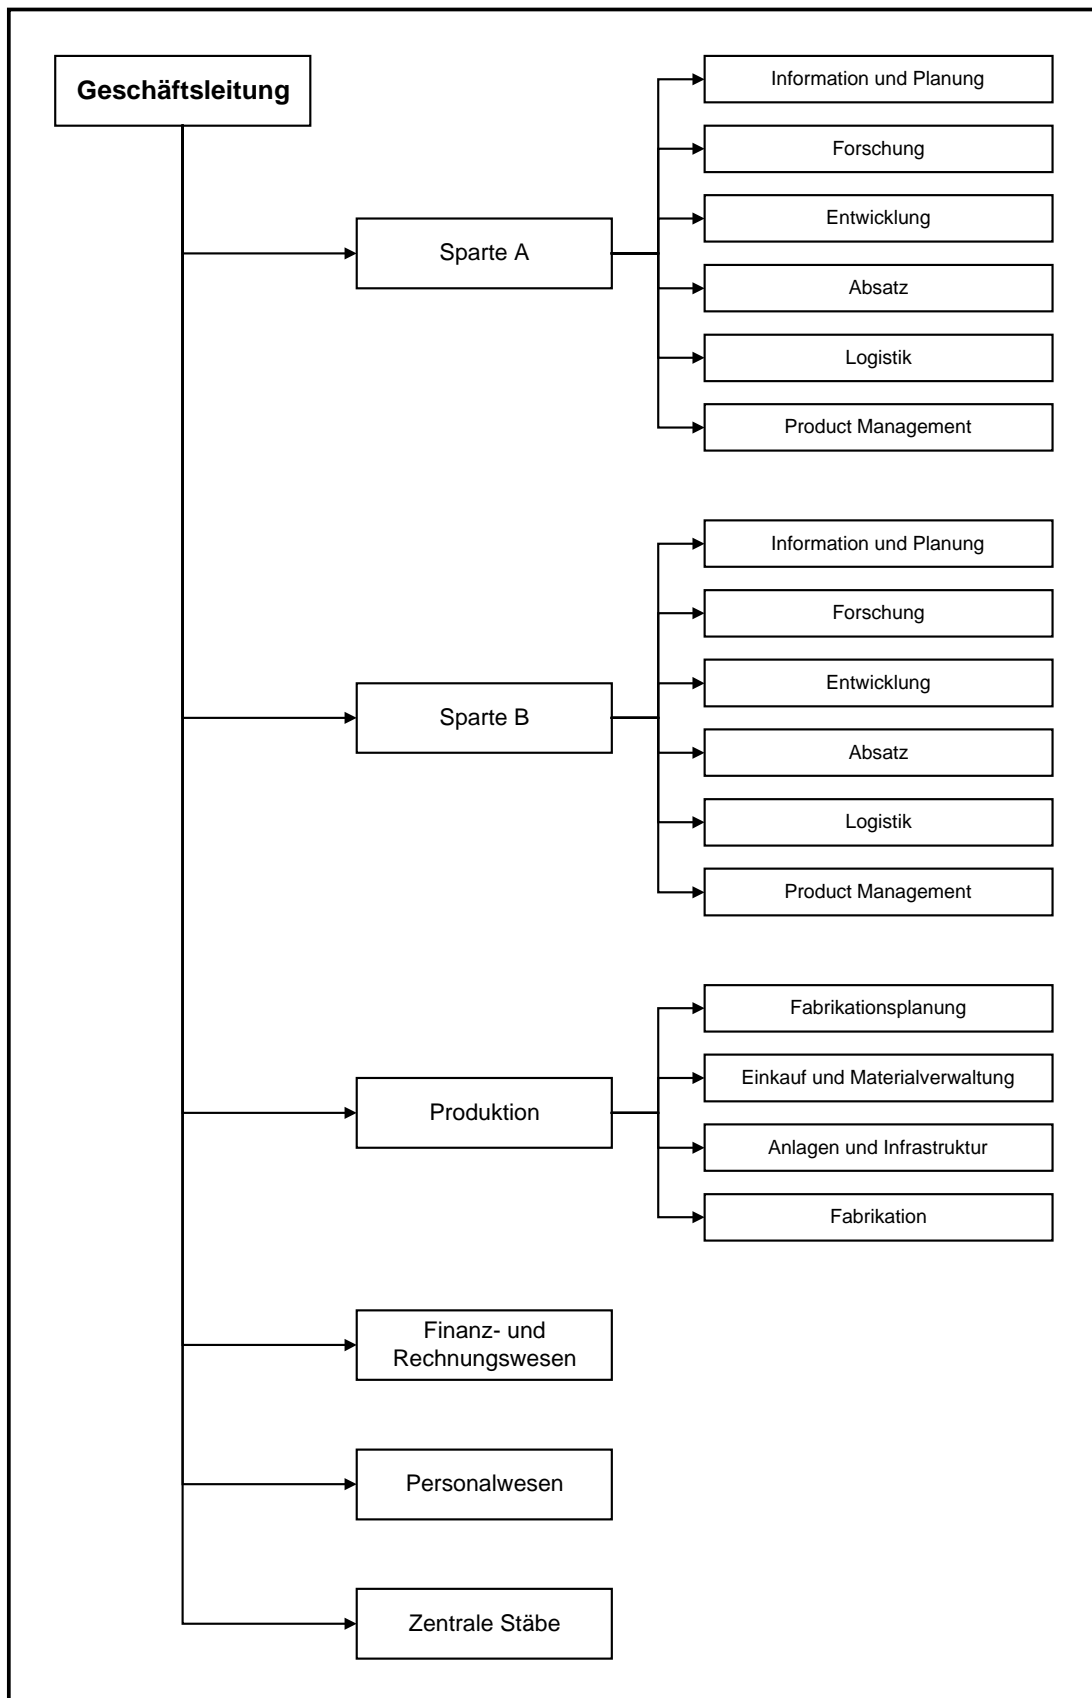 Geschäftsleitung
Sparte A
Information und Planung
Forschung
Entwicklung
Absatz
Logistik
Product Management
Sparte B
Information und Planung
Forschung
Entwicklung
Absatz
Logistik
Product Management
Produktion
Fabrikationsplanung
Einkauf und Materialverwaltung
Anlagen und Infrastruktur
Fabrikation
Finanz- und
Rechnungswesen
Personalwesen
Zentrale Stäbe